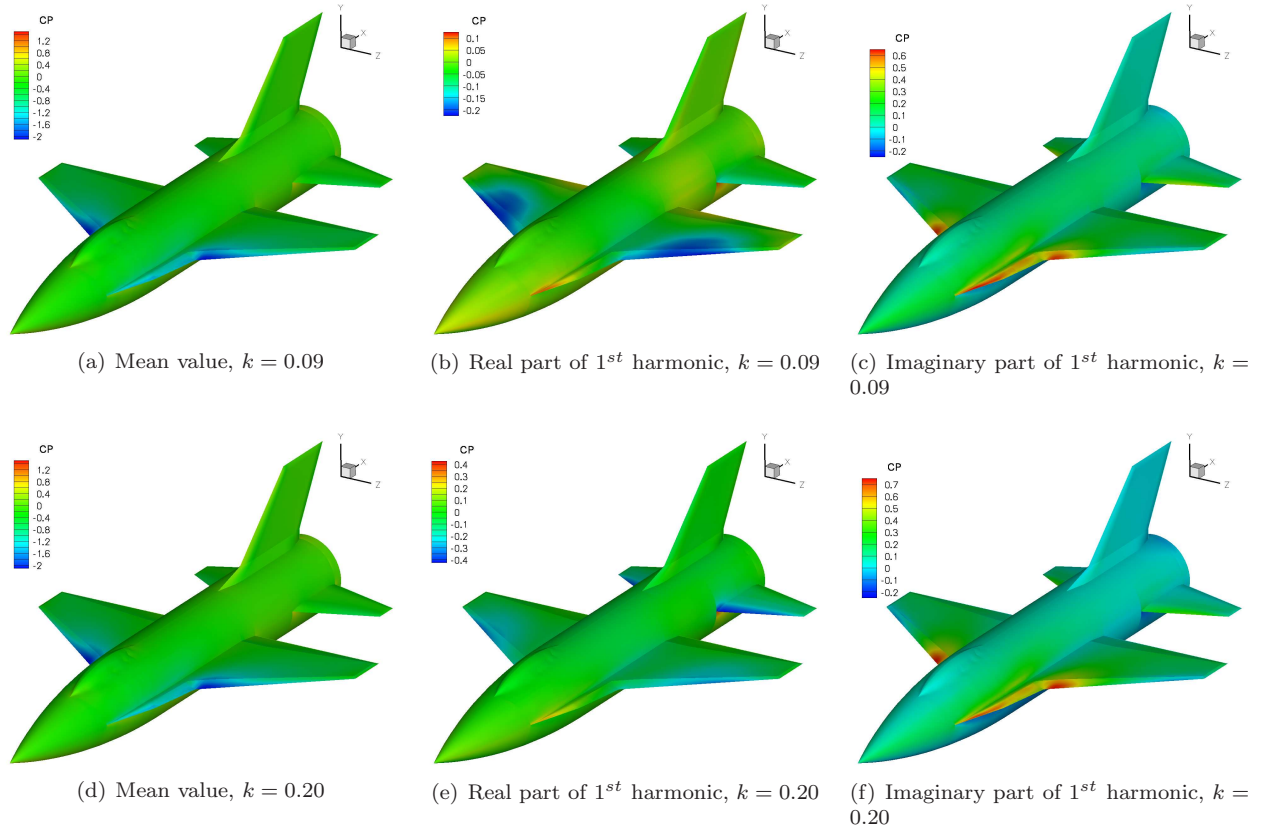 CP
1.2
0.8
0.4
0
-0.4
-0.8
-1.2
-1.6
-2
Y
X
Z
(a) Mean value, k = 0.09
CP
0.1
0.05
0
-0.05
-0.1
-0.15
-0.2
Y
X
Z
(b) Real part of 1st harmonic, k = 0.09
CP
0.6
0.5
0.4
0.3
0.2
0.1
0
-0.1
-0.2
Y
X
Z
(c) Imaginary part of 1st harmonic, k =
0.09
CP
1.2
0.8
0.4
0
-0.4
-0.8
-1.2
-1.6
-2
Y
X
Z
(d) Mean value, k = 0.20
CP
0.4
0.3
0.2
0.1
0
-0.1
-0.2
-0.3
-0.4
Y
X
Z
(e) Real part of 1st harmonic, k = 0.20
CP
0.7
0.6
0.5
0.4
0.3
0.2
0.1
0
-0.1
-0.2
Y
X
Z
(f) Imaginary part of 1st harmonic, k =
0.20